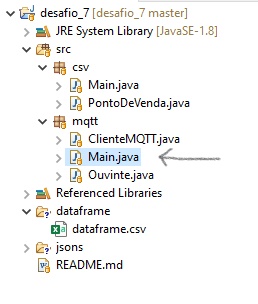 desafio_7 [desafio_7 master]
JRE System Library [JavaSE-1.8]
src
csv
Main.java
PontoDeVenda.java
mqtt
ClienteMQTT.java
Main.java
Ouvinte.java
Referenced Libraries
dataframe
dataframe.csv
jsons
README.md